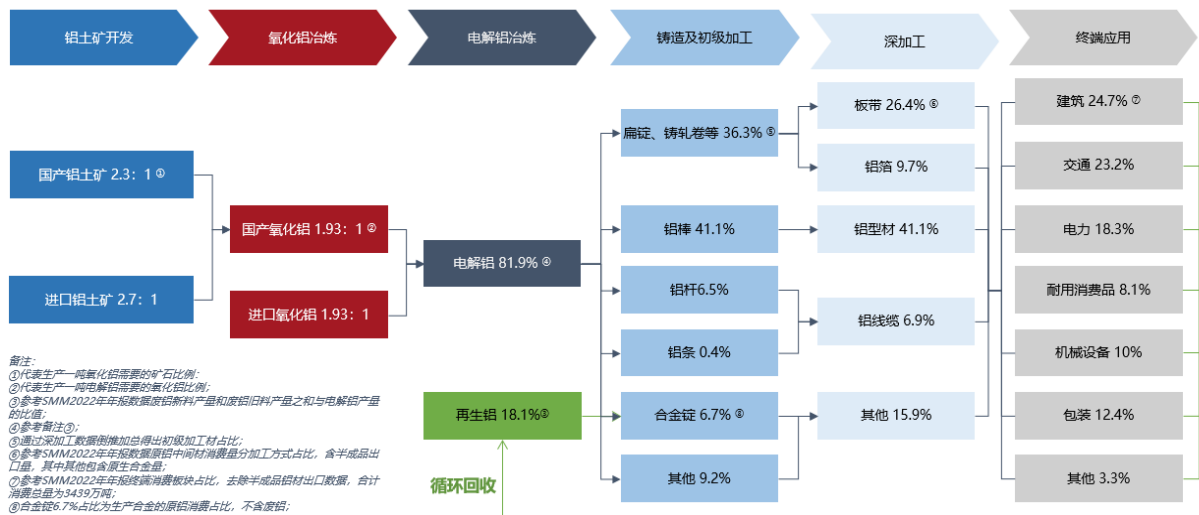 铝土矿开发
氧化铝冶炼
电解铝冶炼
铸造及初级加工
深加工
终端应用
国产铝土矿 2.3：1 ①
进口铝土矿 2.7：1
国产氧化铝 1.93：1 ②
进口氧化铝 1.93：1
电解铝 81.9% ④
再生铝 18.1%③
循环回收
扁锭、铸轧卷等 36.3% ⑤
铝棒 41.1%
铝杆6.5%
铝条 0.4%
合金锭 6.7% ⑧
其他 9.2%
板带 26.4% ⑥
铝箔 9.7%
铝型材 41.1%
铝线缆 6.9%
其他 15.9%
建筑 24.7% ⑦
交通 23.2%
电力 18.3%
耐用消费品 8.1%
机械设备 10%
包装 12.4%
其他 3.3%
备注：
①代表生产一吨氧化铝需要的矿石比例：
②代表生产一吨电解铝需要的氧化铝比例；
③参考SMM2022年年报数据废铝新料产量和废铝旧料产量之和与电解铝产量
的比值；
④参考备注③；
⑤通过深加工数据倒推加总得出初级加工材占比；
⑥参考SMM2022年年报数据原铝中间材消费量分加工方式占比，含半成品出
口量，其中其他包含原生合金量；
⑦参考SMM2022年年报终端消费板块占比，去除半成品铝材出口数据，合计
消费总量为3439万吨；
⑧合金锭6.7%占比为生产合金的原铝消费占比，不含废铝；